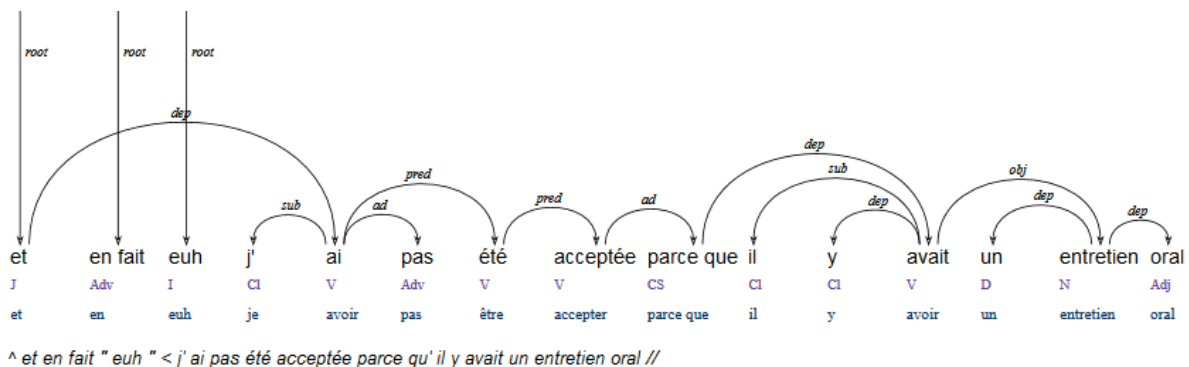 root root root
dep
dep
pred sub obj
sub ad pred ad dep dep dep
et en fait euh j' ai pas été acceptée parce que il y avait un entretien oral
J Adv I Cl V Adv V V CS Cl Cl V D N Adj
et en euh je avoir pas être accepter parce que il y avoir un entretien oral
^ et en fait " euh " < j' ai pas été acceptée parce qu' il y avait un entretien oral //